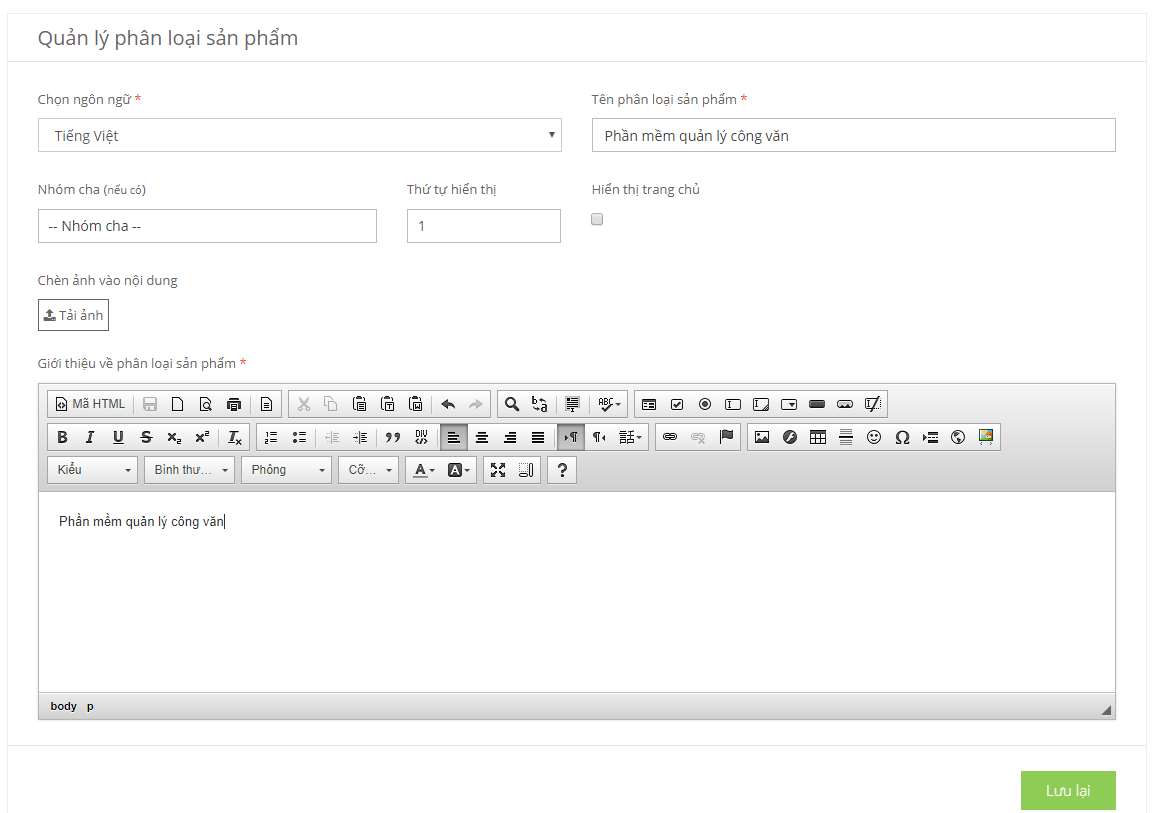 Quản lý phân loại sản phẩm
Chọn ngôn ngữ * Tên phân loại sản phẩm *
Tiếng Việt Phần mềm quản lý công văn
Nhóm cha (nếu có) Thứ tự hiển thị Hiển thị trang chủ
-- Nhóm cha -- 1
Chèn ảnh vào nội dung
Tải ảnh
Giới thiệu về phân loại sản phẩm *
Mã HTML
Kiểu Bình thư... Phông Cỡ...
Phần mềm quản lý công văn
body p
Lưu lại